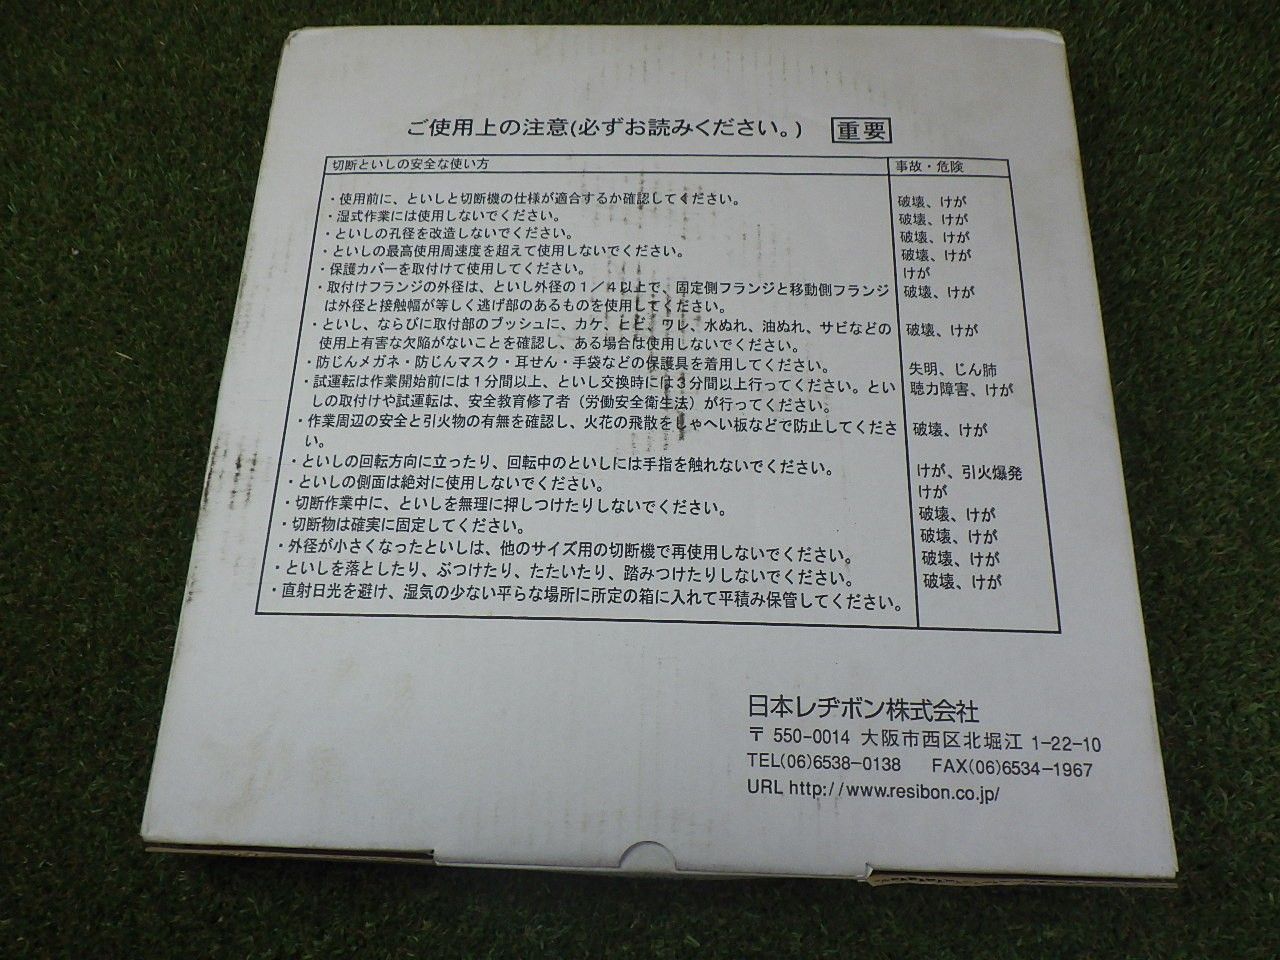 ご使用上の注意(必ずお読みください。) 重要
切断といしの安全な使い方 事故・危険
・使用前に、といしと切断機の仕様が適合するか確認してください。 破壊、けが
・湿式作業には使用しないでください。 破壊、けが
・といしの孔径を改造しないでください。 破壊、けが
・といしの最高使用周速度を超えて使用しないでください。 破壊、けが
・保護カバーを取付けて使用してください。 けが
・取付けフランジの外径は、といし外径の1/4以上で、固定側フランジと移動側フランジ 破壊、けが
は外径と接触幅が等しく逃げ部のあるものを使用してください。
・といし、ならびに取付部のブッシュに、カケ、ヒビ、ワレ、水ぬれ、油ぬれ、サビなどの 破壊、けが
使用上有害な欠陥がないことを確認し、ある場合は使用しないでください。
・防じんメガネ・防じんマスク・耳せん・手袋などの保護具を着用してください。 失明、じん肺
・試運転は作業開始前には1分間以上、といし交換時には3分間以上行ってください。とい 聴力障害、けが
しの取付けや試運転は、安全教育修了者(労働安全衛生法)が行ってください。
・作業周辺の安全と引火物の有無を確認し、火花の飛散をしゃへい板などで防止してくださ 破壊、けが
い。
・といしの回転方向に立ったり、回転中のといしには手指を触れないでください。 けが、引火爆発
・といしの側面は絶対に使用しないでください。 けが
・切断作業中に、といしを無理に押しつけたりしないでください。 破壊、けが
・切断物は確実に固定してください。 破壊、けが
・外径が小さくなったといしは、他のサイズ用の切断機で再使用しないでください。 破壊、けが
・といしを落としたり、ぶつけたり、たたいたり、踏みつけたりしないでください。 破壊、けが
・直射日光を避け、湿気の少ない平らな場所に所定の箱に入れて平積み保管してください。
日本レヂボン株式会社
〒 550-0014 大阪市西区北堀江 1-22-10
TEL(06)6538-0138 FAX(06)6534-1967
URL http://www.resibon.co.jp/